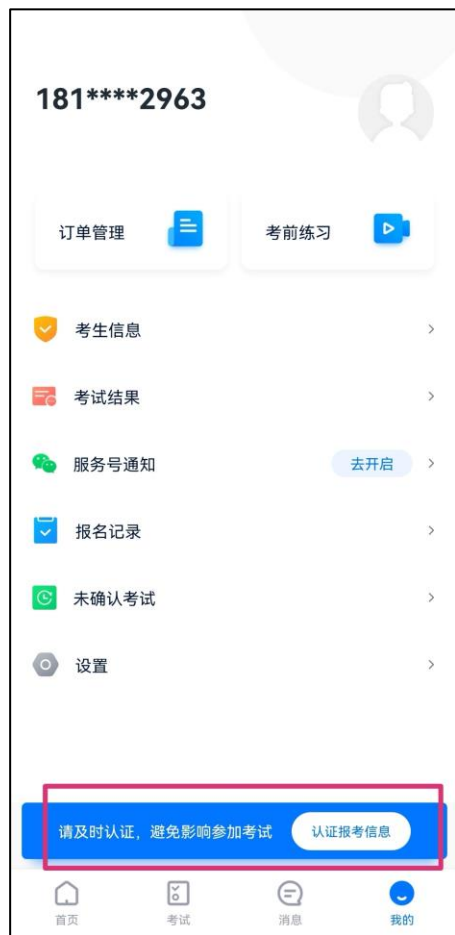 181****2963
订单管理 考前练习
考生信息
考试结果
服务号通知 去开启
报名记录
未确认考试
设置
请及时认证，避免影响参加考试 认证报考信息
首页 考试 消息 我的